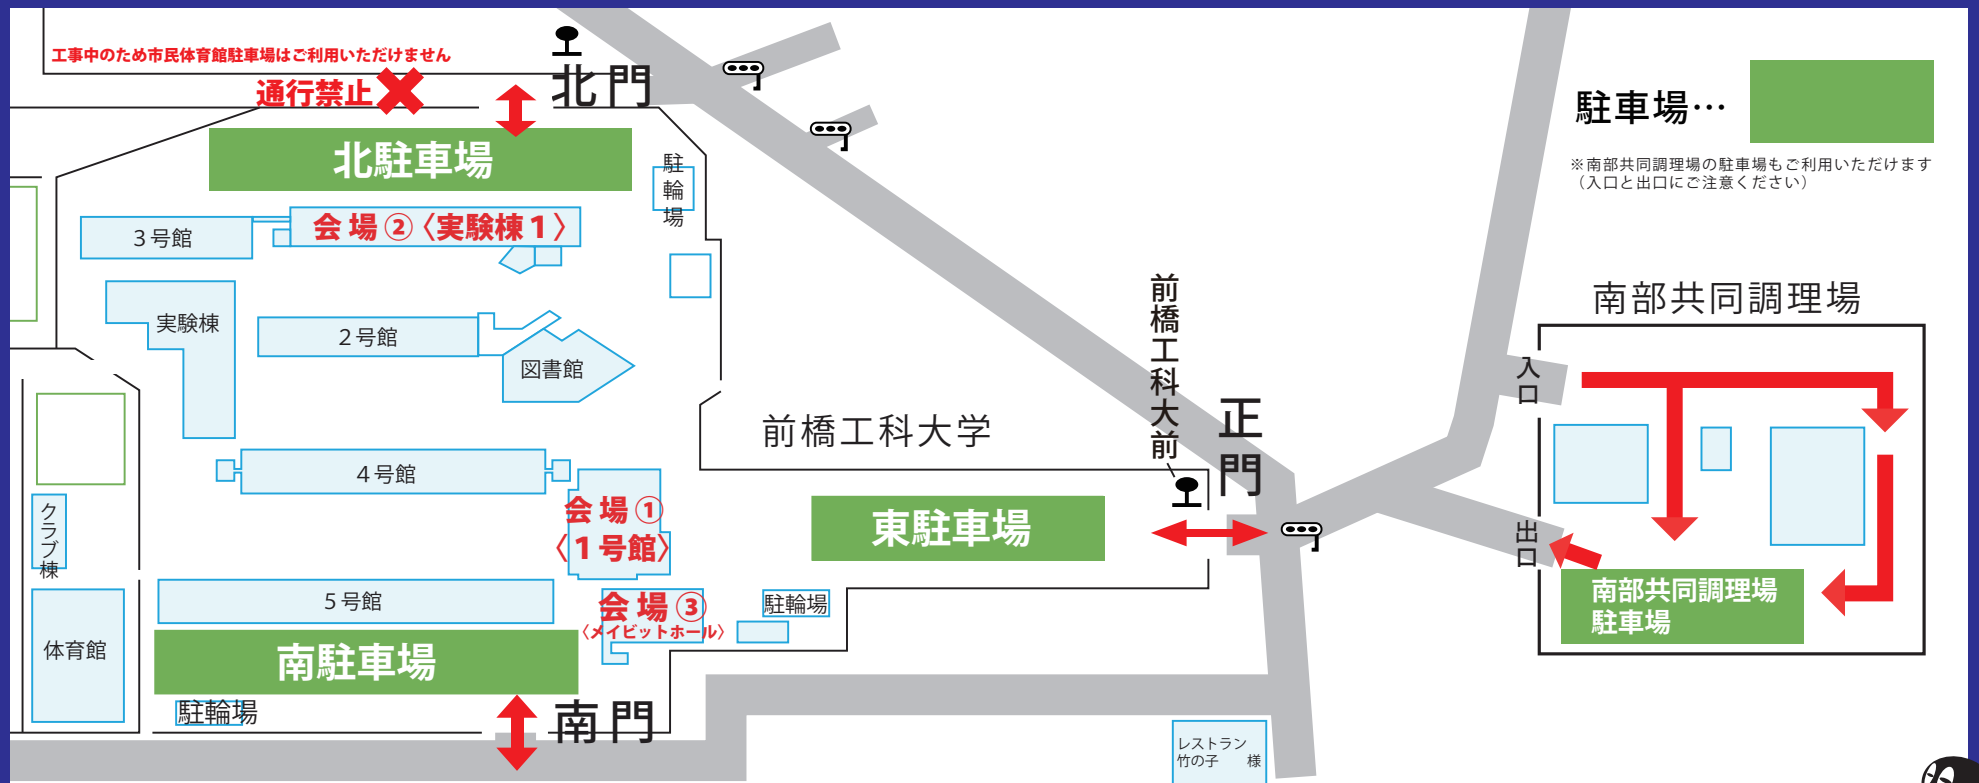 工事中のため市民体育館駐車場はご利用いただけません
通行禁止
北門
北駐車場
駐輪場
3号館
会場②〈実験棟1〉
実験棟
2号館
図書館
4号館
会場①
〈1号館〉
クラブ棟
5号館
会場③
〈メイビットホール〉
駐輪場
体育館
南駐車場
駐輪場
南門
前橋工科大学
前橋工科大前
正門
東駐車場
レストラン
竹の子 様
駐車場…
※南部共同調理場の駐車場もご利用いただけます
（入口と出口にご注意ください）
南部共同調理場
入口
出口
南部共同調理場
駐車場